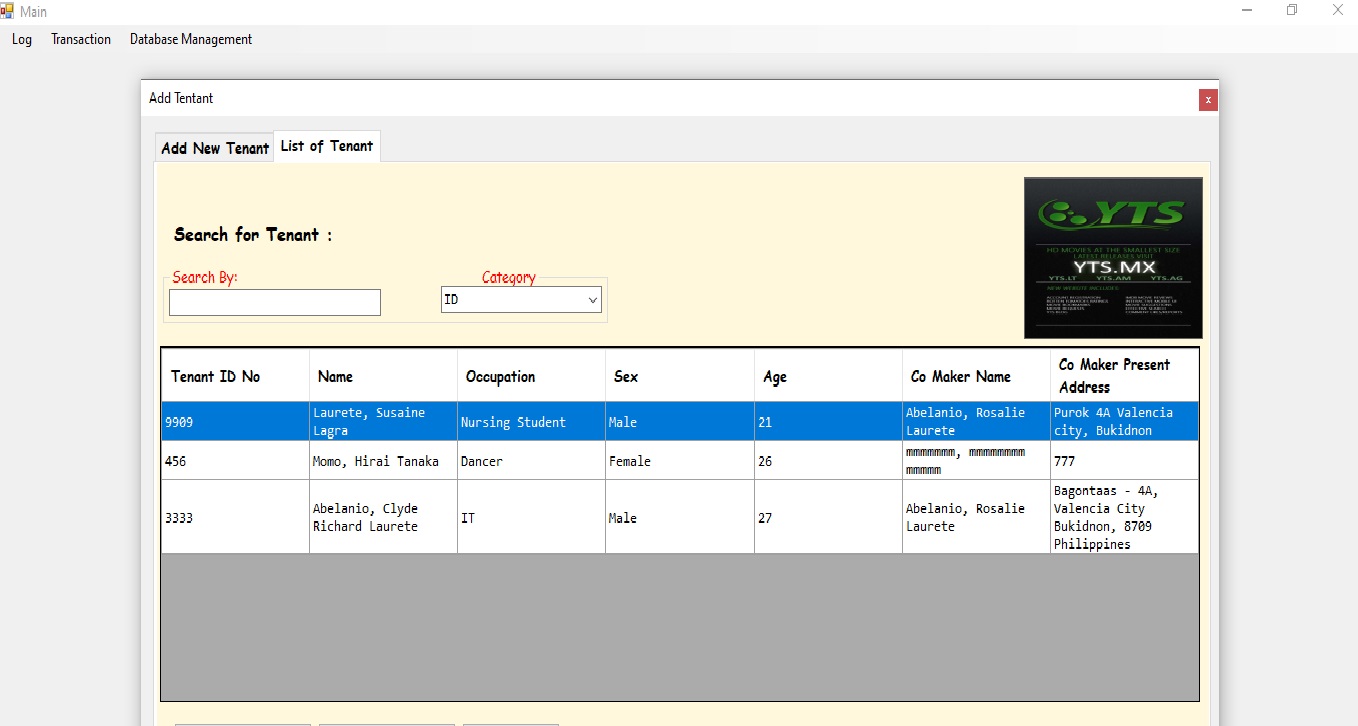 Main
Log Transaction Database Management
Add Tentant
x
Add New Tenant List of Tenant
YTS
HD MOVIES AT THE SMALLEST SIZE
LATEST RELEASES VISIT
YTS.MX
YTS.LT YTS.AM YTS.AG
NEW WEBSITE INCLUDES:
Search for Tenant :
Search By: Category
ID
Tenant ID No Name Occupation Sex Age Co Maker Name Co Maker Present
Address
9909 Laurete, Susaine Nursing Student Male 21 Abelanio, Rosalie Purok 4A Valencia
Lagra Laurete city, Bukidnon
456 Momo, Hirai Tanaka Dancer Female 26 mmmmmmm, mmmmmmmm 777
mmmmm
3333 Abelanio, Clyde IT Male 27 Abelanio, Rosalie Bagontaas - 4A,
Richard Laurete Laurete Valencia City
Bukidnon, 8709
Philippines